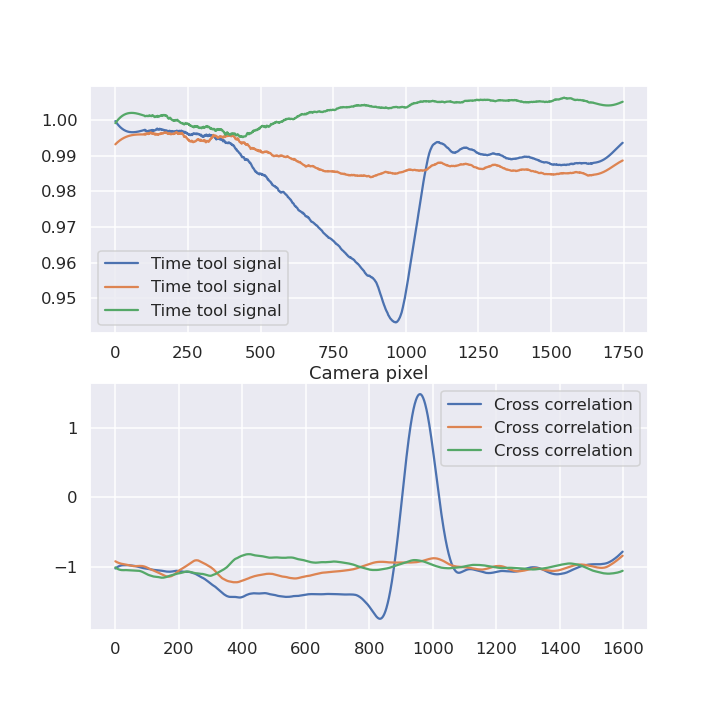 1.00
0.99
0.98
0.97
0.96
0.95
Time tool signal
Time tool signal
Time tool signal
0 250 500 750 1000 1250 1500 1750
Camera pixel
Cross correlation
Cross correlation
Cross correlation
1
0
−1
0 200 400 600 800 1000 1200 1400 1600